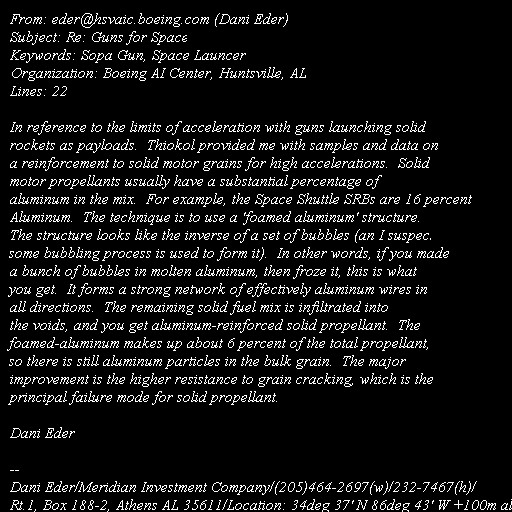 From: eder@hsvaic.boeing.com (Dani Eder)
Subject: Re: Guns for Space
Keywords: Sopa Gun, Space Launcer
Organization: Boeing AI Center, Huntsville, AL
Lines: 22

In reference to the limits of acceleration with guns launching solid
rockets as payloads.  Thiokol provided me with samples and data on
a reinforcement to solid motor grains for high accelerations.  Solid
motor propellants usually have a substantial percentage of
aluminum in the mix.  For example, the Space Shuttle SRBs are 16 percent
Aluminum.  The technique is to use a 'foamed aluminum' structure.
The structure looks like the inverse of a set of bubbles (an I suspec.
some bubbling process is used to form it).  In other words, if you made
a bunch of bubbles in molten aluminum, then froze it, this is what
you get.  It forms a strong network of effectively aluminum wires in
all directions.  The remaining solid fuel mix is infiltrated into
the voids, and you get aluminum-reinforced solid propellant.  The
foamed-aluminum makes up about 6 percent of the total propellant,
so there is still aluminum particles in the bulk grain.  The major
improvement is the higher resistance to grain cracking, which is the
principal failure mode for solid propellant.

Dani Eder

--
Dani Eder/Meridian Investment Company/(205)464-2697(w)/232-7467(h)/
Rt.1, Box 188-2, Athens AL 35611/Location: 34deg 37' N 86deg 43' W +100m